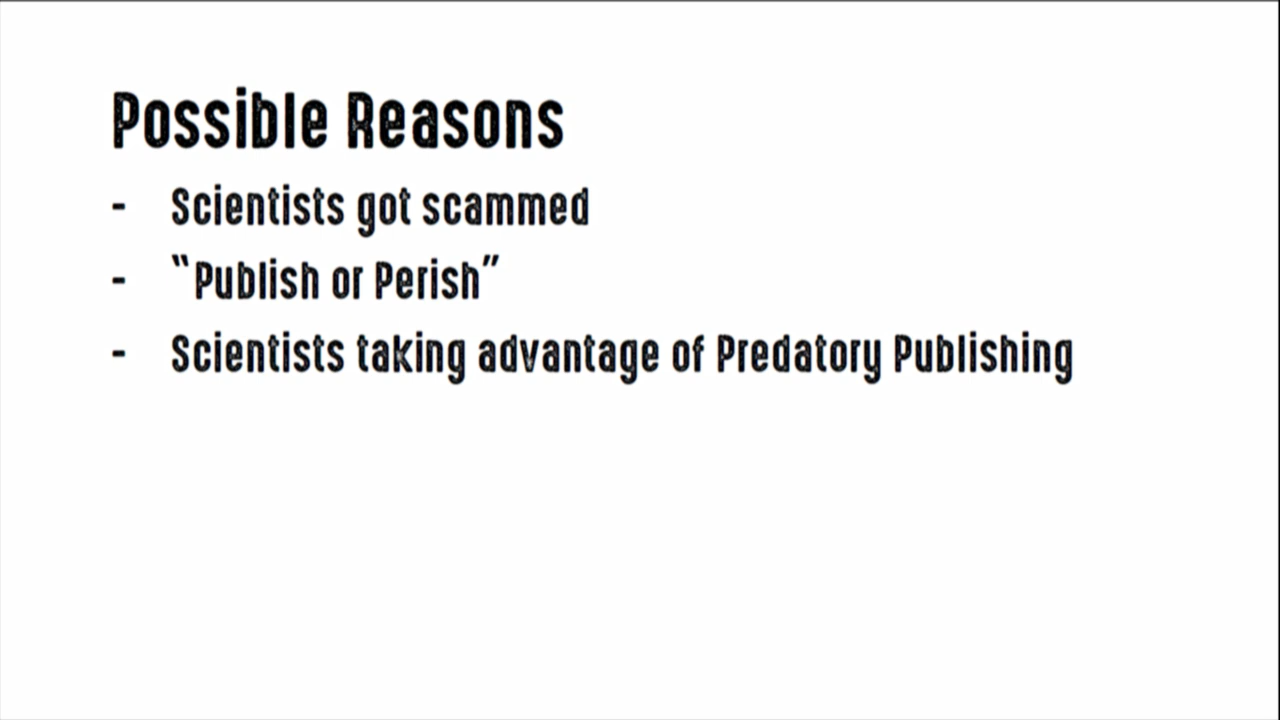 Possible Reasons
- Scientists got scammed
- “Publish or Perish”
- Scientists taking advantage of Predatory Publishing